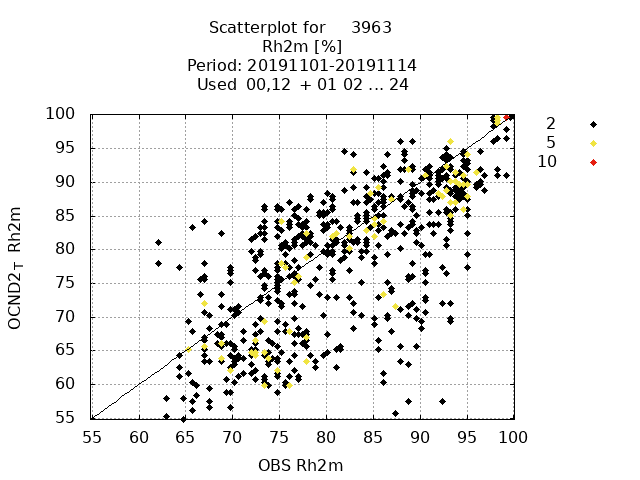 Scatterplot for 3963
Rh2m [%]
Period: 20191101-20191114
Used 00,12 + 01 02 ... 24
100
95
90
85
80
75
70
65
60
55
55 60 65 70 75 80 85 90 95 100
OCND2_T Rh2m
OBS Rh2m
2
5
10